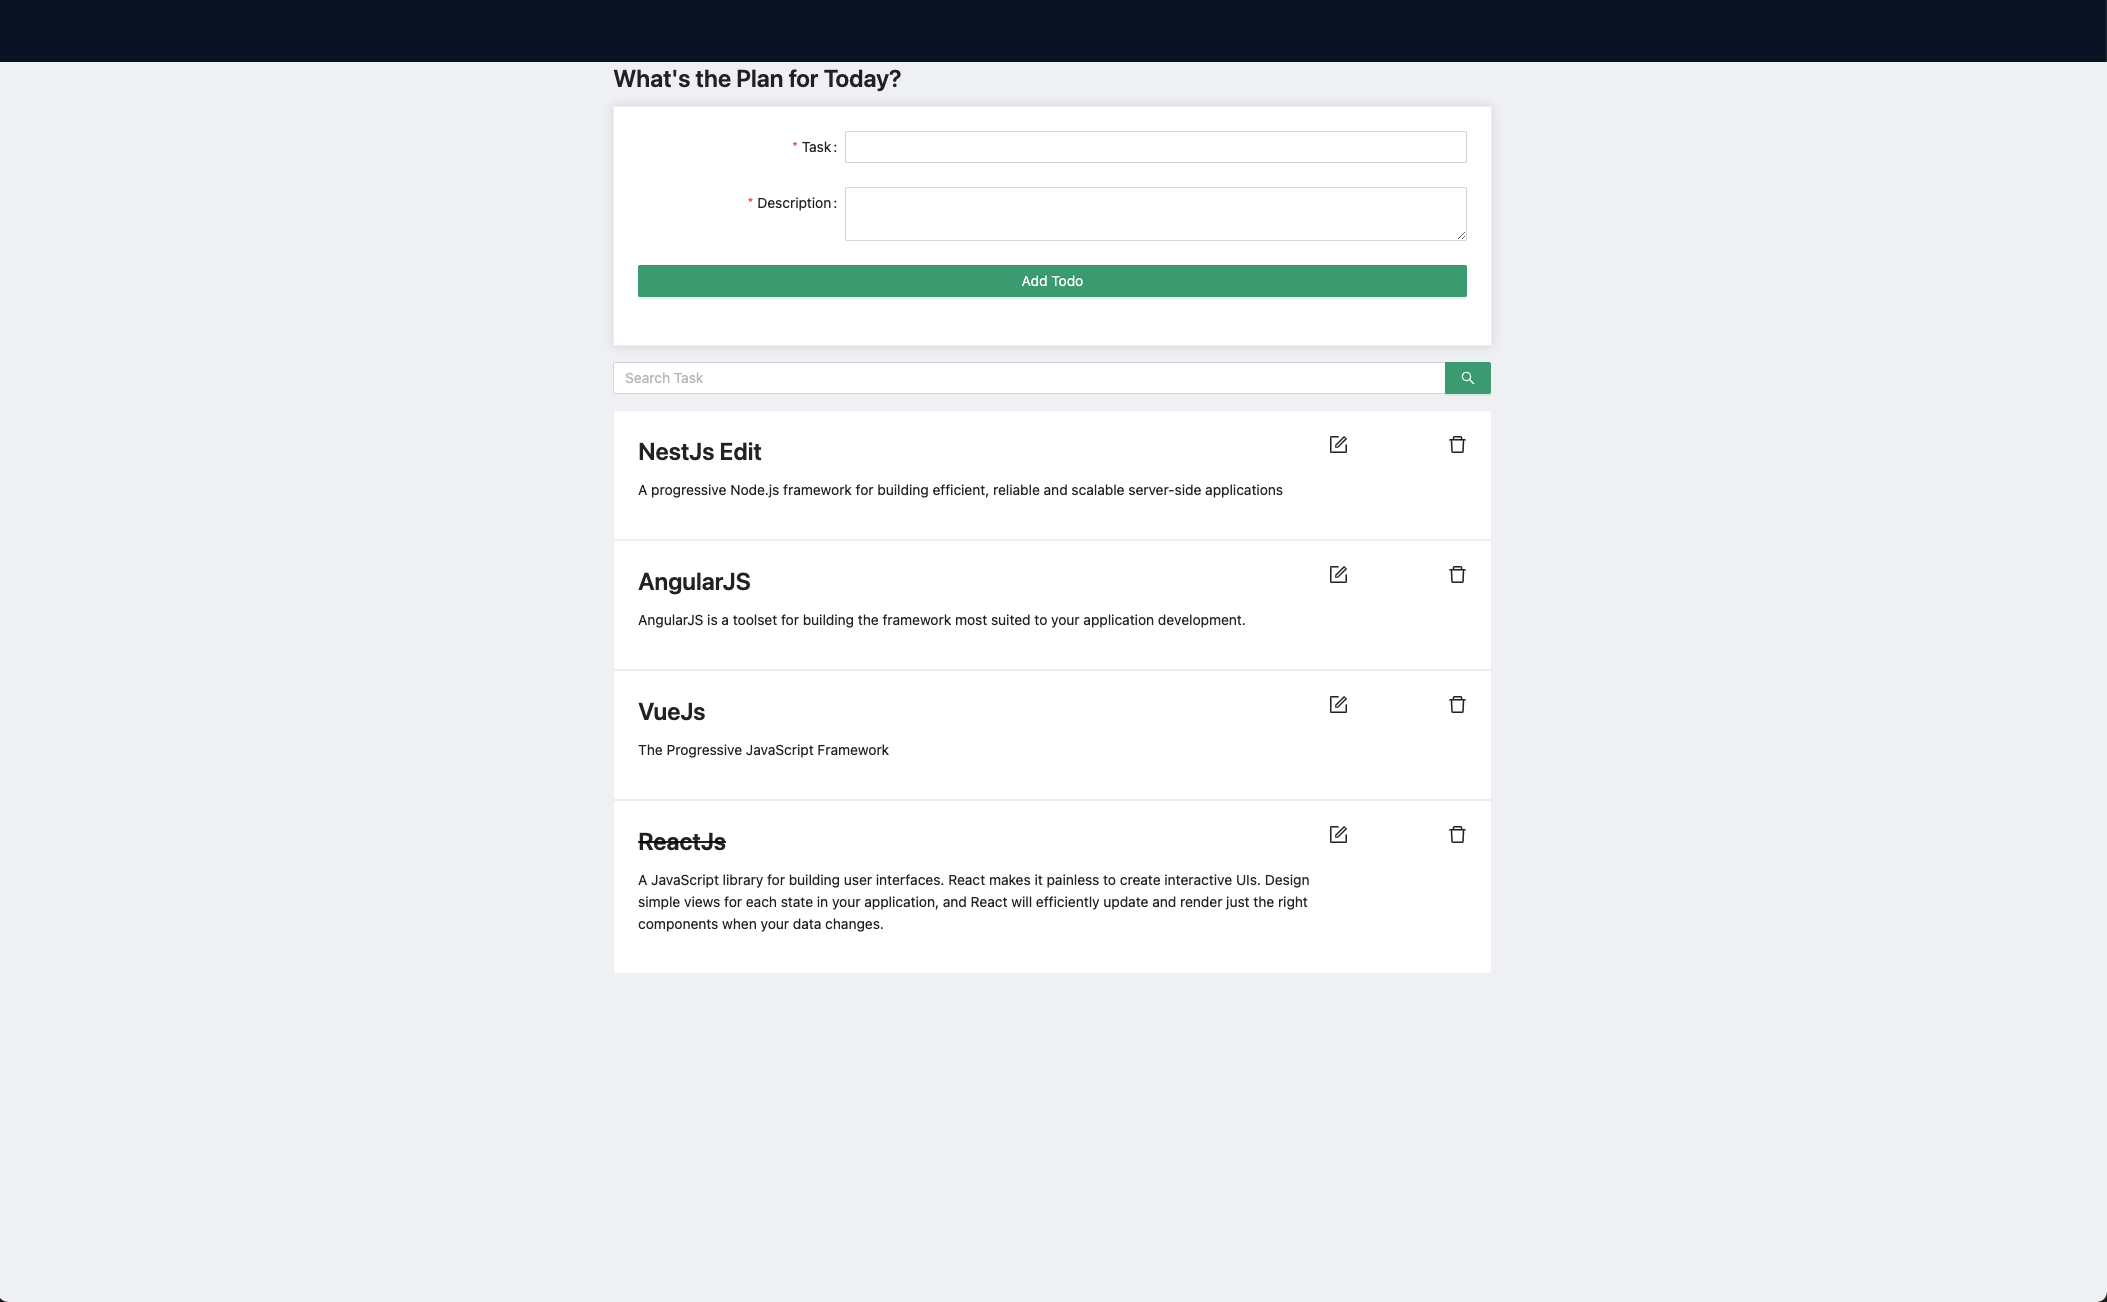 What's the Plan for Today?
* Task:
* Description:
Add Todo
Search Task
NestJs Edit
A progressive Node.js framework for building efficient, reliable and scalable server-side applications
AngularJS
AngularJS is a toolset for building the framework most suited to your application development.
VueJs
The Progressive JavaScript Framework
ReactJs
A JavaScript library for building user interfaces. React makes it painless to create interactive UIs. Design
simple views for each state in your application, and React will efficiently update and render just the right
components when your data changes.